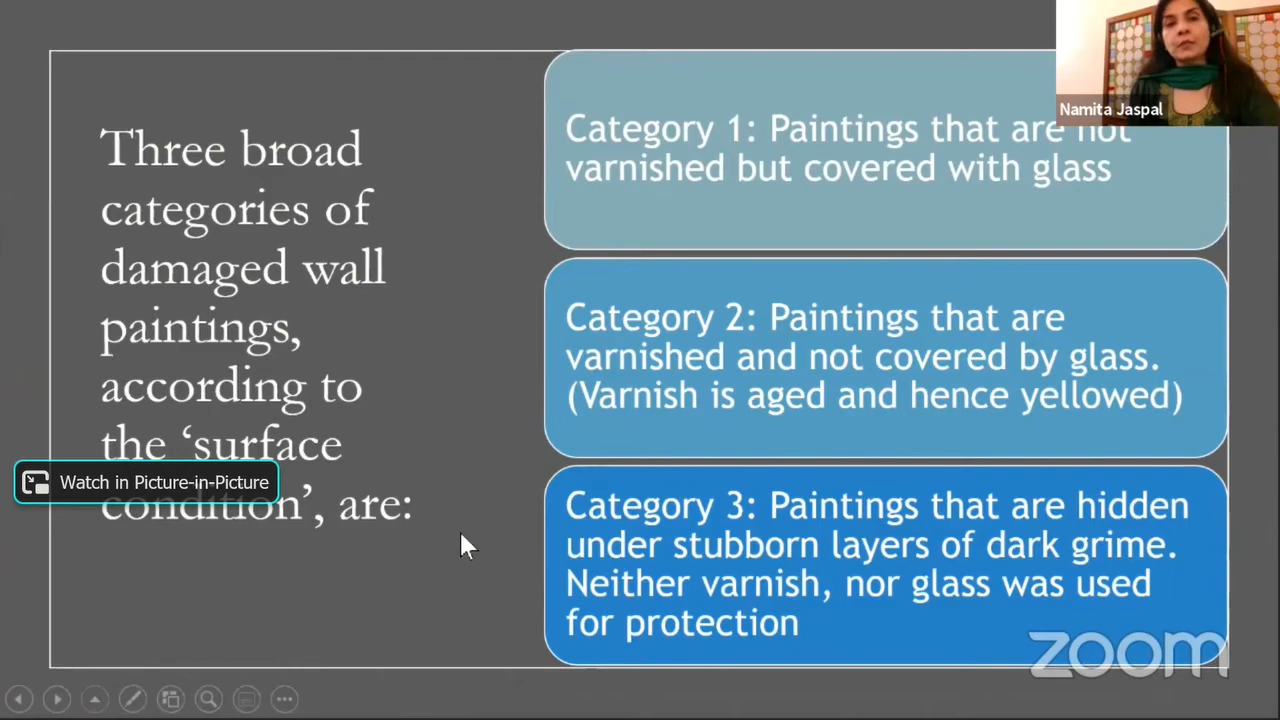 Three broad
categories of
damaged wall
paintings,
according to
the ‘surface
condition’, are:
Category 1: Paintings that are not
varnished but covered with glass
Category 2: Paintings that are
varnished and not covered by glass.
(Varnish is aged and hence yellowed)
Category 3: Paintings that are hidden
under stubborn layers of dark grime.
Neither varnish, nor glass was used
for protection
Namita Jaspal
Watch in Picture-in-Picture
zoom